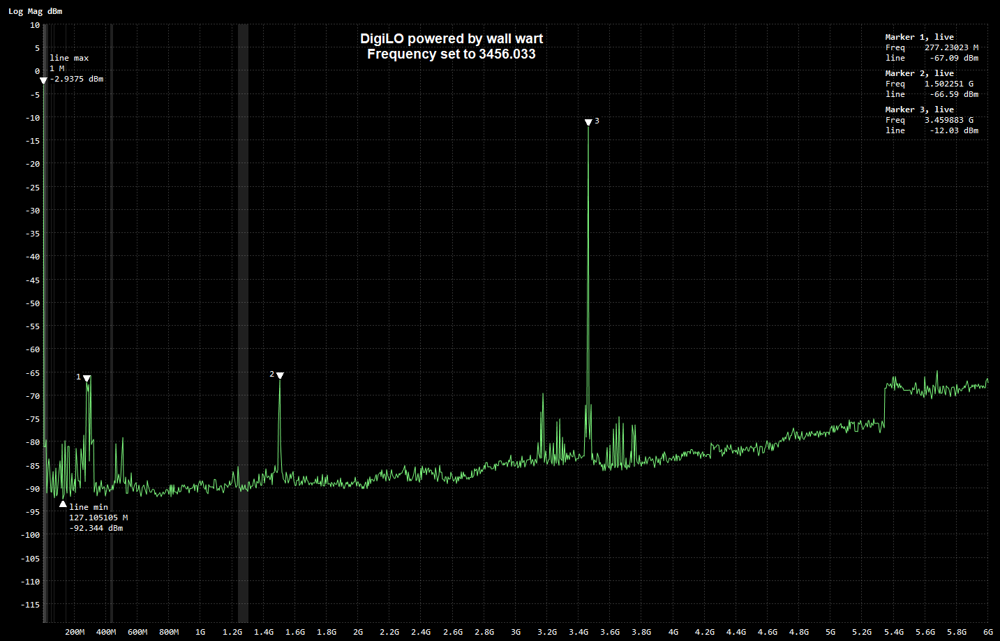 Log Mag dBm
DigiLO powered by wall wart
Frequency set to 3456.033
10
5
0
-5
-10
-15
-20
-25
-30
-35
-40
-45
-50
-55
-60
-65
-70
-75
-80
-85
-90
-95
-100
-105
-110
-115
line max
1 M
-2.9375 dBm
Marker 1, live
Freq 277.23023 M
line -67.09 dBm
Marker 2, live
Freq 1.502251 G
line -66.59 dBm
Marker 3, live
Freq 3.459883 G
line -12.03 dBm
3
1
2
line min
127.105105 M
-92.344 dBm
200M 400M 600M 800M 1G 1.2G 1.4G 1.6G 1.8G 2G 2.2G 2.4G 2.6G 2.8G 3G 3.2G 3.4G 3.6G 3.8G 4G 4.2G 4.4G 4.6G 4.8G 5G 5.2G 5.4G 5.6G 5.8G 6G